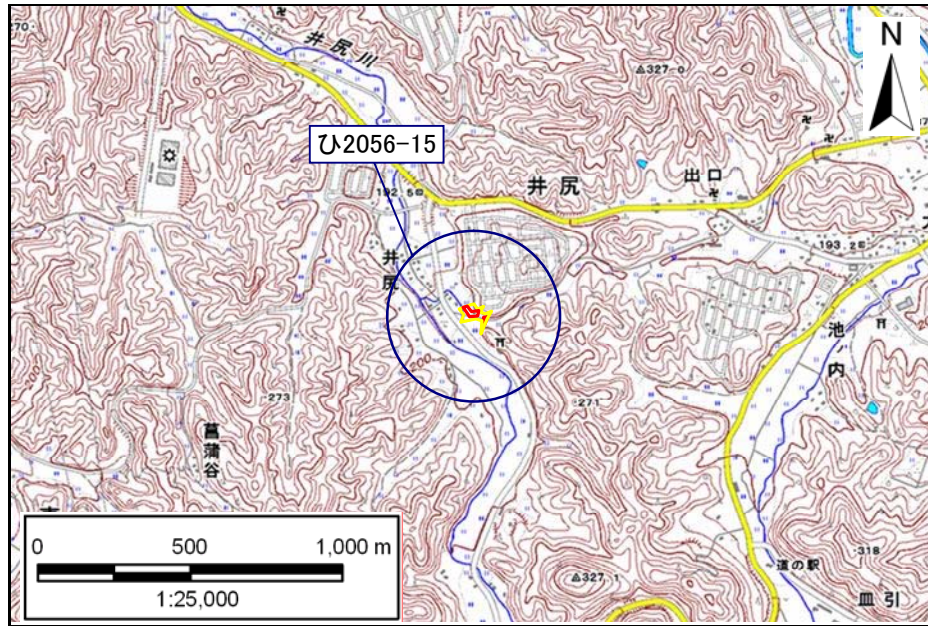 270
井尻川
327.0
N
ひ2056-15
192.5
井尻
出口
193.2
井尻
池ノ内
273
271
菖蒲谷
0 500 1,000 m
1:25,000
327.1
318
道の駅
皿引